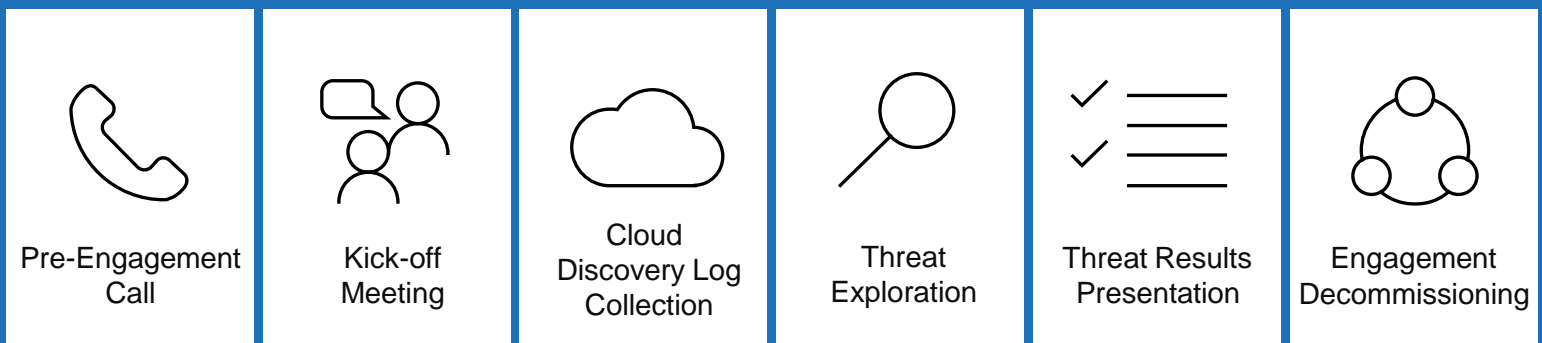 Pre-Engagement
Call
Kick-off
Meeting
Cloud
Discovery Log
Collection
Threat
Exploration
Threat Results
Presentation
Engagement
Decommissioning